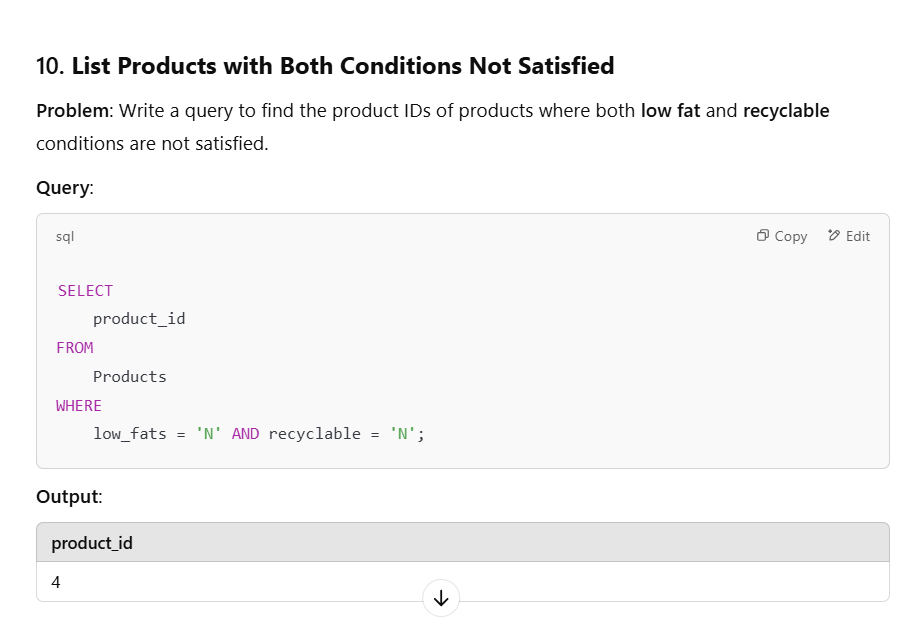 10. List Products with Both Conditions Not Satisfied
Problem: Write a query to find the product IDs of products where both low fat and recyclable
conditions are not satisfied.
Query:
sql
Copy
Edit
SELECT
    product_id
FROM
    Products
WHERE
    low_fats = 'N' AND recyclable = 'N';
Output:
product_id
4